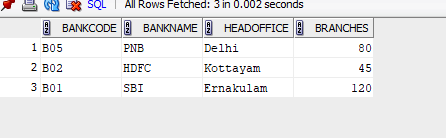 SQL | All Rows Fetched: 3 in 0.002 seconds
BANKCODE BANKNAME HEADOFFICE BRANCHES
1 B05 PNB Delhi 80
2 B02 HDFC Kottayam 45
3 B01 SBI Ernakulam 120